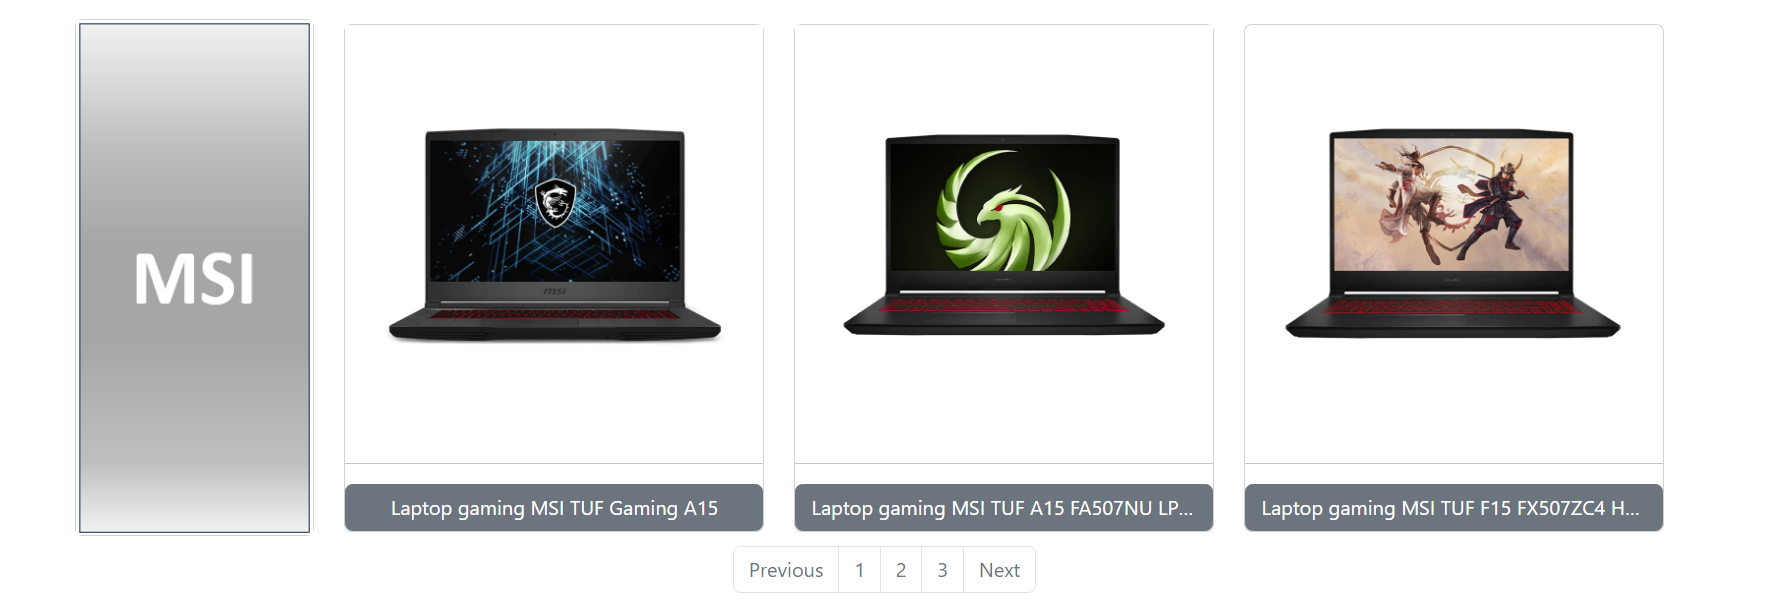 MSI
msi
Laptop gaming MSI TUF Gaming A15
Laptop gaming MSI TUF A15 FA507NU LP...
Laptop gaming MSI TUF F15 FX507ZC4 H...
Previous 1 2 3 Next